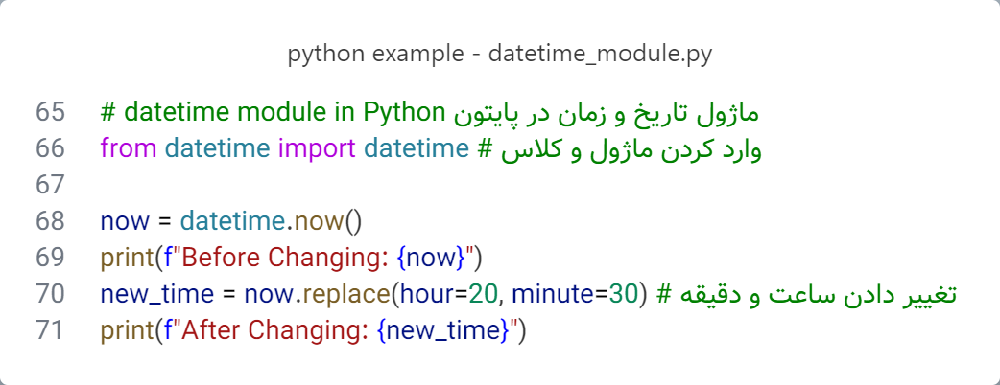 python example - datetime_module.py
65 # datetime module in Python ماژول تاریخ و زمان در پایتون
66 from datetime import datetime # وارد کردن ماژول و کلاس
67
68 now = datetime.now()
69 print(f"Before Changing: {now}")
70 new_time = now.replace(hour=20, minute=30) # تغییر دادن ساعت و دقیقه
71 print(f"After Changing: {new_time}")